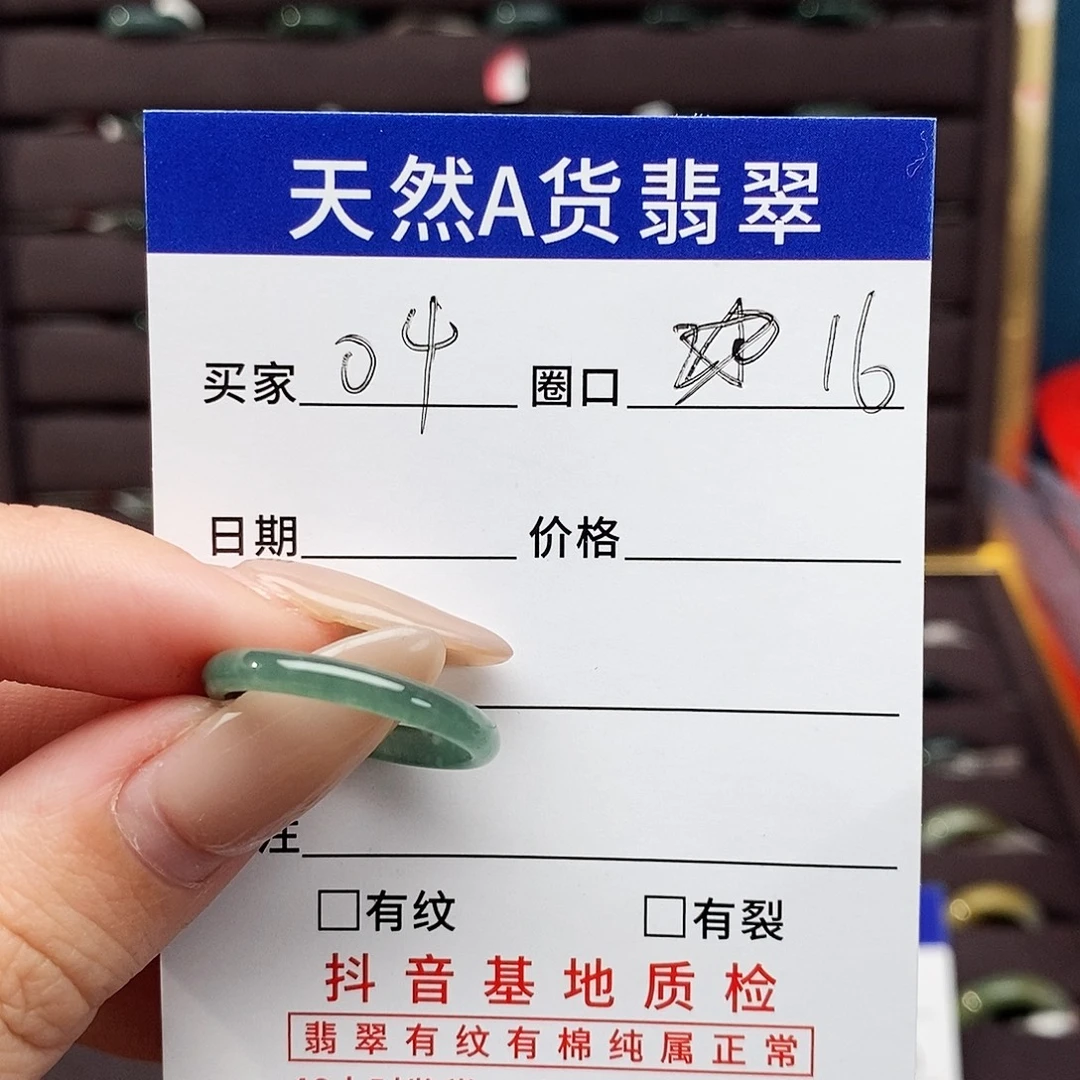 天然A货翡翠
买家 04 圈口 16
日期 价格
注
□有纹 □有裂
抖音基地质检
翡翠有纹有棉纯属正常